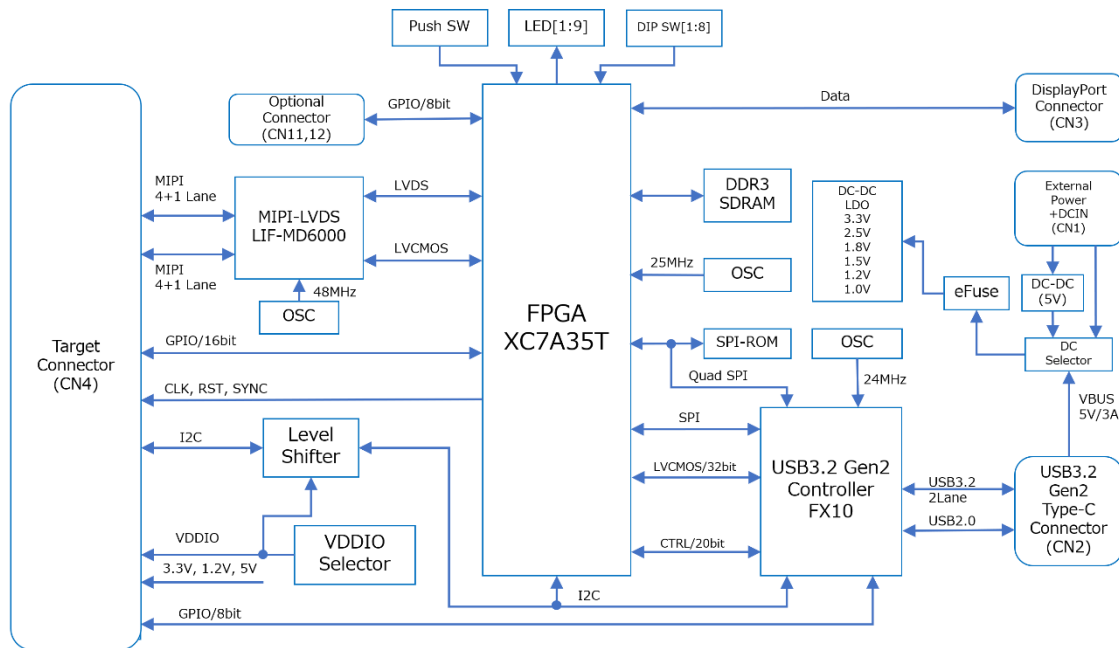 Push SW
LED[1:9]
DIP SW[1:8]
Optional
Connector
(CN11,12)
GPIO/8bit
Data
DisplayPort
Connector
(CN3)
MIPI
4+1 Lane
MIPI-LVDS
LIF-MD6000
LVDS
LVCMOS
MIPI
4+1 Lane
48MHz
OSC
DDR3
SDRAM
25MHz
OSC
DC-DC
LDO
3.3V
2.5V
1.8V
1.5V
1.2V
1.0V
External
Power
+DCIN
(CN1)
DC-DC
(5V)
eFuse
DC
Selector
VBUS
5V/3A
FPGA
XC7A35T
SPI-ROM
Quad SPI
OSC
24MHz
Target
Connector
(CN4)
GPIO/16bit
CLK, RST, SYNC
I2C
Level
Shifter
VDDIO
VDDIO
Selector
3.3V, 1.2V, 5V
GPIO/8bit
SPI
LVCMOS/32bit
CTRL/20bit
I2C
USB3.2 Gen2
Controller
FX10
USB3.2
2Lane
USB2.0
USB3.2
Gen2
Type-C
Connector
(CN2)